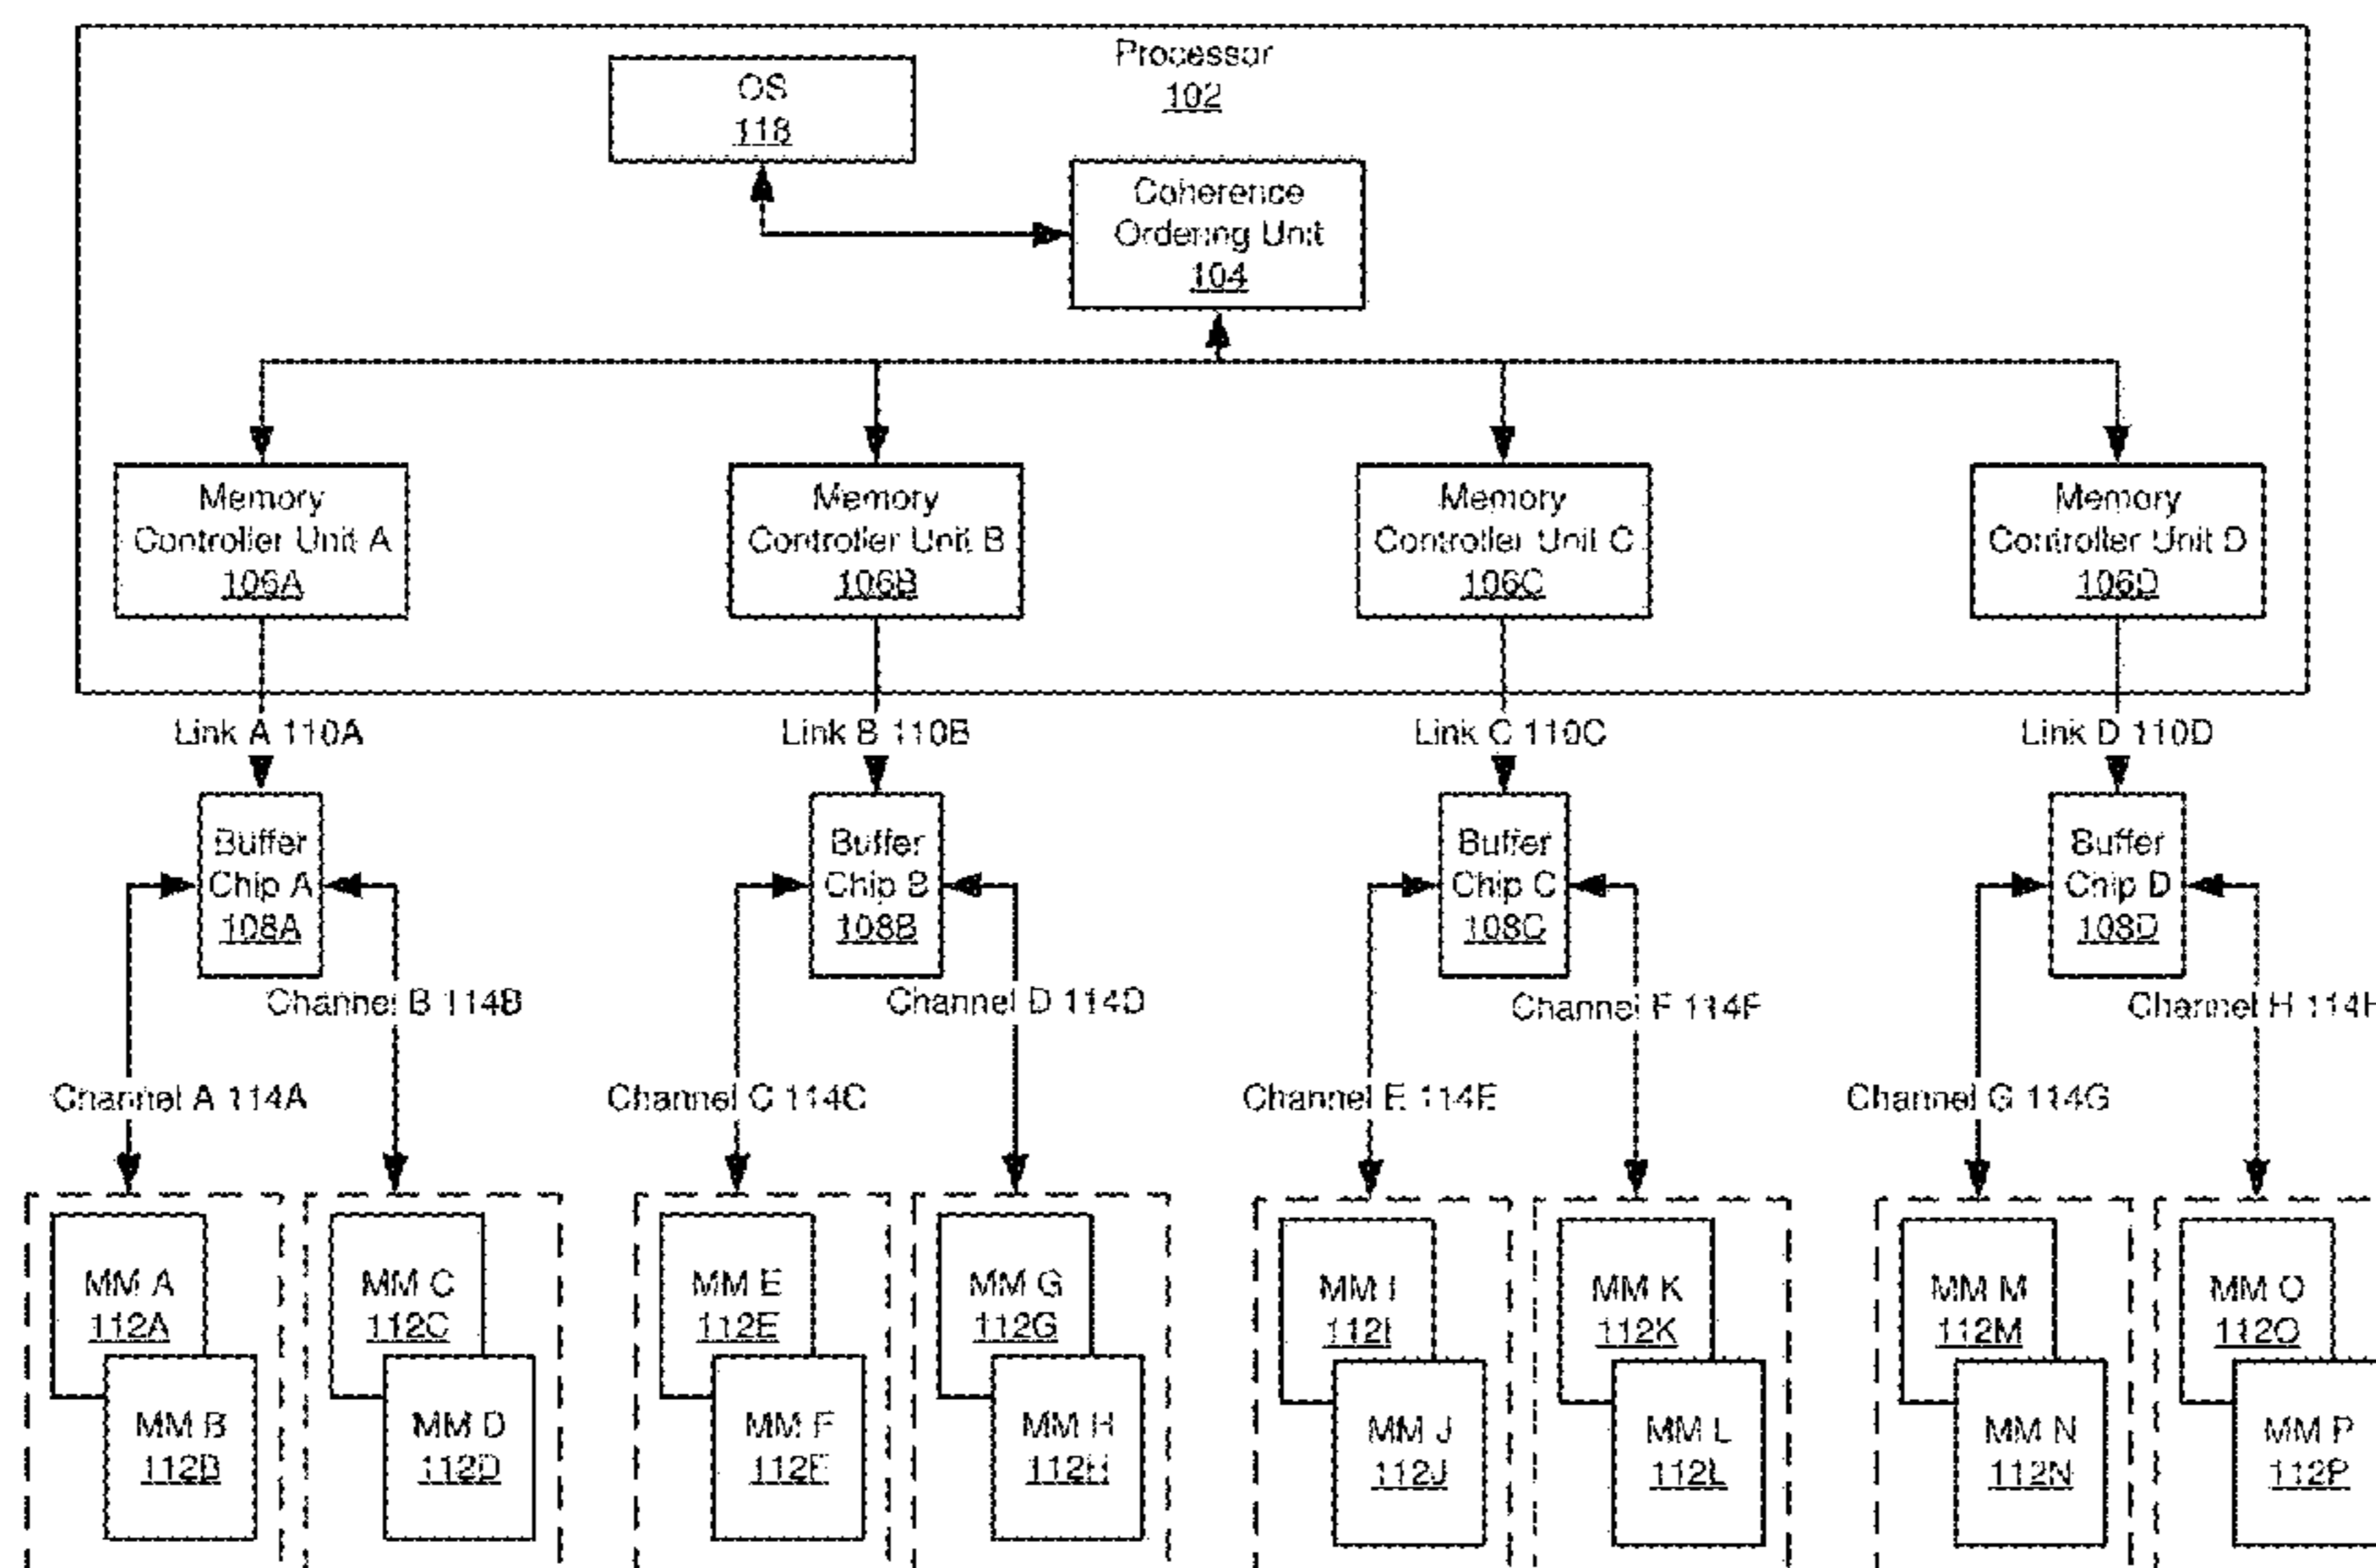 Processor
102
OS
118
Coherence
Ordering Unit
104
Memory
Controller Unit A
106A
Memory
Controller Unit B
106B
Memory
Controller Unit C
106C
Memory
Controller Unit D
106D
Link A 110A
Link B 110B
Link C 110C
Link D 110D
Buffer
Chip A
108A
Buffer
Chip B
108B
Buffer
Chip C
108C
Buffer
Chip D
108D
Channel B 114B
Channel D 114D
Channel F 114F
Channel H 114H
Channel A 114A
Channel C 114C
Channel E 114E
Channel G 114G
MM A
112A
MM C
112C
MM E
112E
MM G
112G
MM I
112I
MM K
112K
MM M
112M
MM O
112O
MM B
112B
MM D
112D
MM F
112F
MM H
112H
MM J
112J
MM L
112L
MM N
112N
MM P
112P